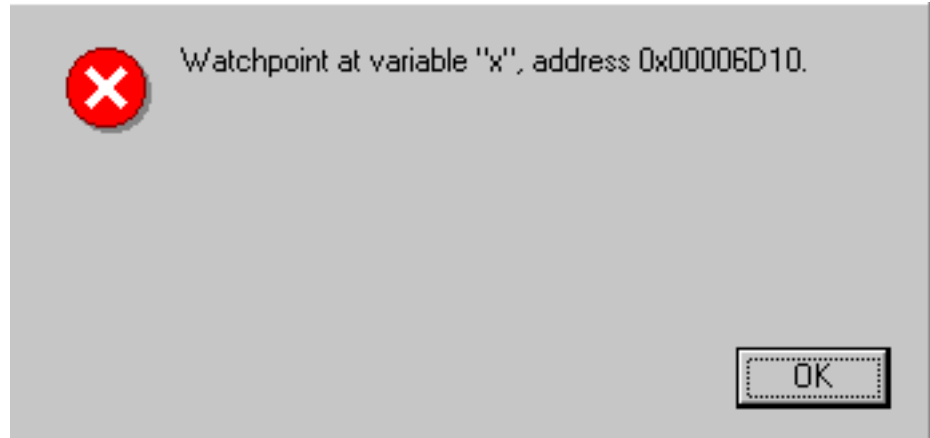 Watchpoint at variable "x", address 0x00006D10.
OK